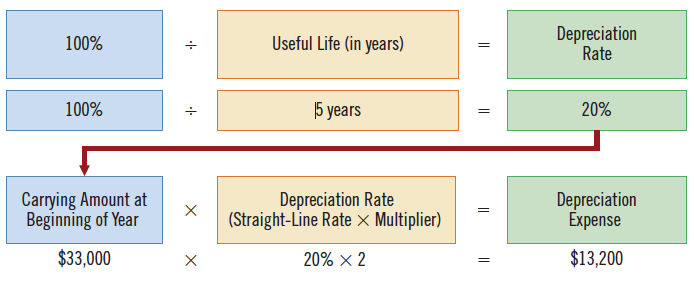 100% ÷ Useful Life (in years) = Depreciation
Rate
100% ÷ 5 years = 20%
Carrying Amount at
Beginning of Year × Depreciation Rate
(Straight-Line Rate × Multiplier) = Depreciation
Expense
$33,000 × 20% × 2 = $13,200